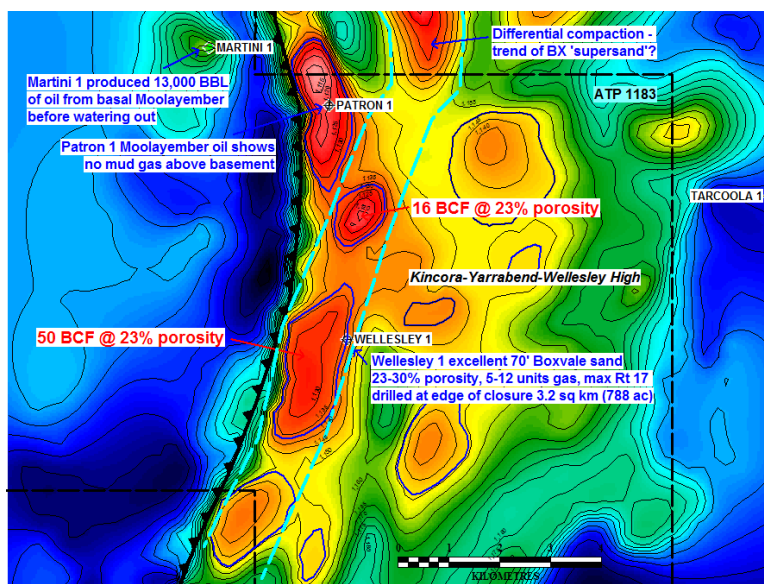 MARTINI 1
Differential compaction -
trend of BX 'supersand'?
Martini 1 produced 13,000 BBL
of oil from basal Moolayember
before watering out
ATP 1183
PATRON 1
Patron 1 Moolayember oil shows
no mud gas above basement
TARCOOLA 1
16 BCF @ 23% porosity
Kincora-Yarrabend-Wellesley High
50 BCF @ 23% porosity
WELLESLEY 1
Wellesley 1 excellent 70' Boxvale sand
23-30% porosity, 5-12 units gas, max Rt 17
drilled at edge of closure 3.2 sq km (788 ac)
0 1 2 3
KILOMETRES